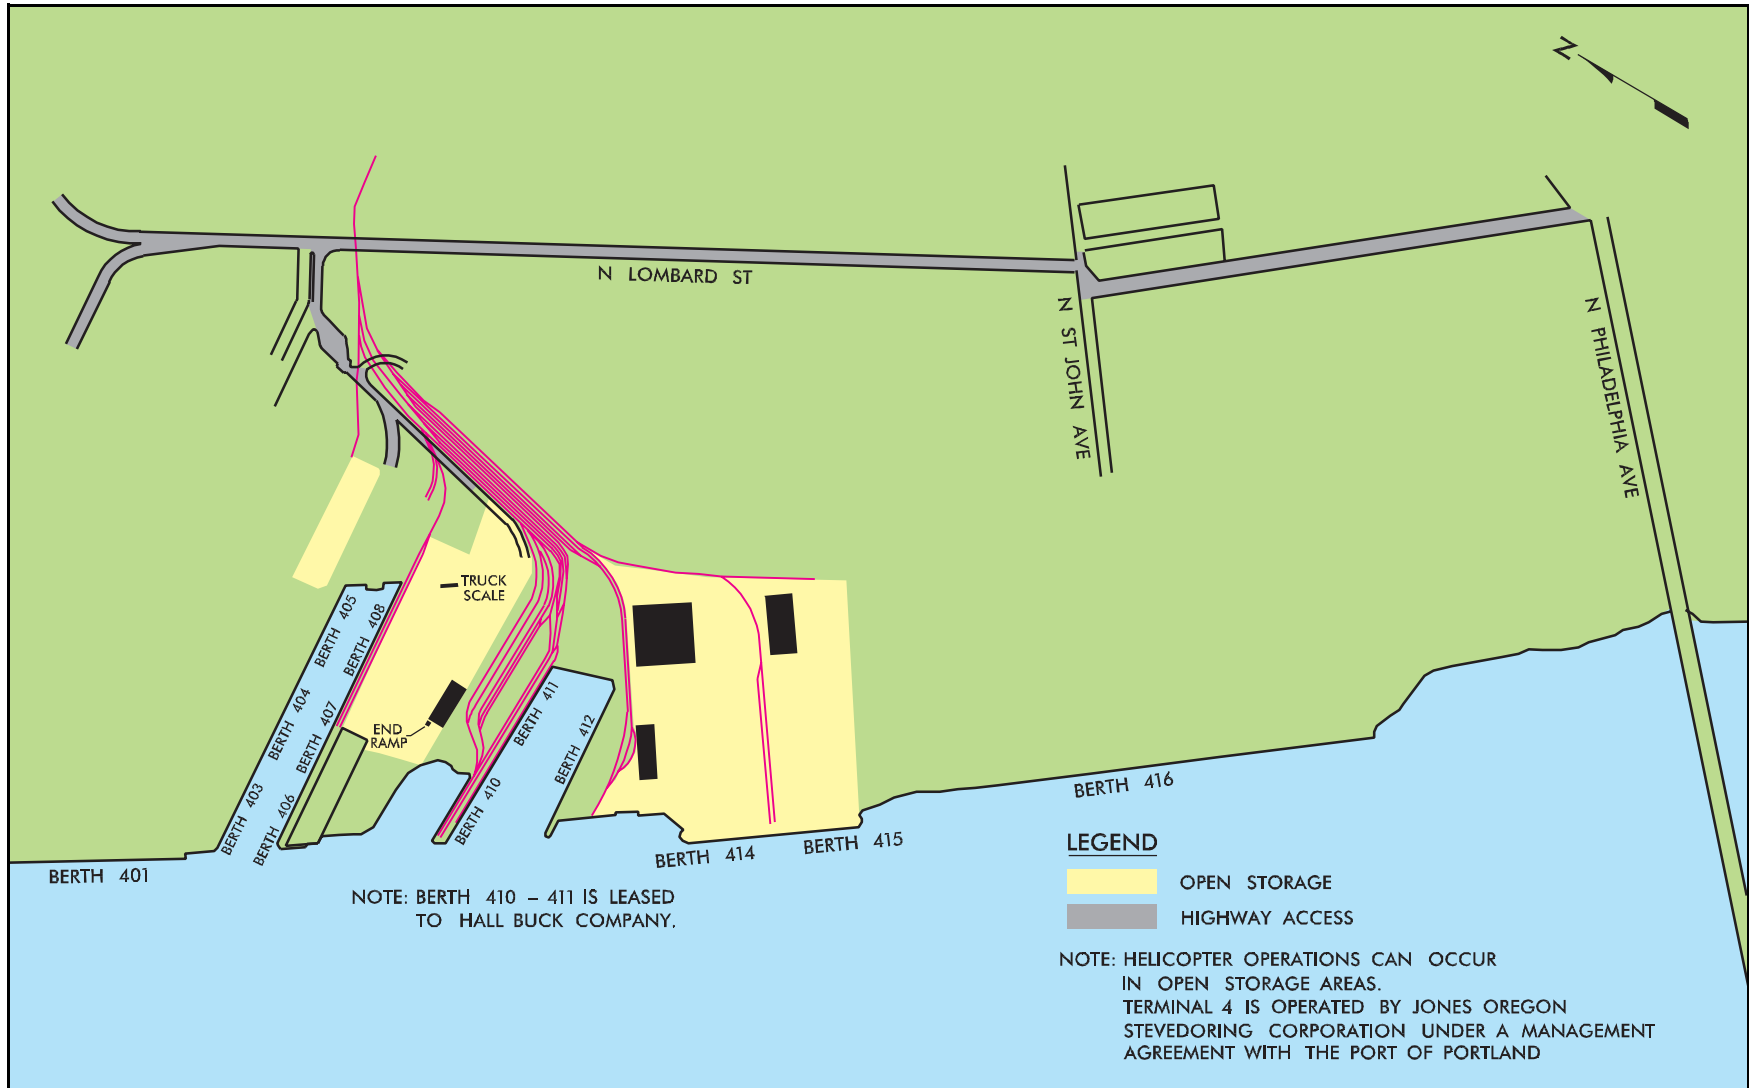 N
N LOMBARD ST
N ST JOHN AVE
N PHILADELPHIA AVE
TRUCK
SCALE
END
RAMP
BERTH 405
BERTH 408
BERTH 404
BERTH 407
BERTH 403
BERTH 406
BERTH 411
BERTH 412
BERTH 410
BERTH 401
BERTH 414
BERTH 415
BERTH 416
NOTE: BERTH 410 – 411 IS LEASED
TO HALL BUCK COMPANY.
LEGEND
OPEN STORAGE
HIGHWAY ACCESS
NOTE: HELICOPTER OPERATIONS CAN OCCUR
IN OPEN STORAGE AREAS.
TERMINAL 4 IS OPERATED BY JONES OREGON
STEVEDORING CORPORATION UNDER A MANAGEMENT
AGREEMENT WITH THE PORT OF PORTLAND